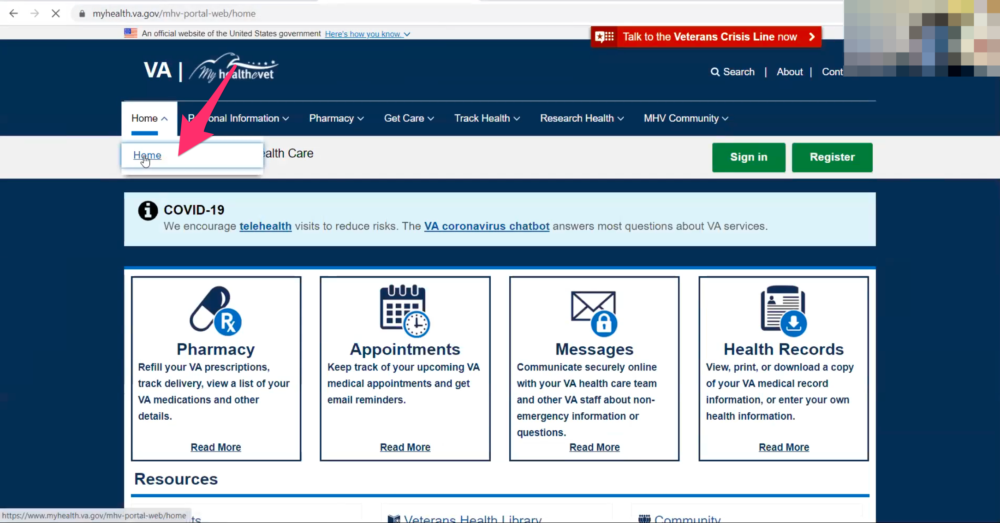 myhealth.va.gov/mhv-portal-web/home
An official website of the United States government Here's how you know.
Talk to the Veterans Crisis Line now
VA | My healthevet
Search | About | Cont
Home Personal Information Pharmacy Get Care Track Health Research Health MHV Community
Home
alth Care
Sign in Register
COVID-19
We encourage telehealth visits to reduce risks. The VA coronavirus chatbot answers most questions about VA services.
Rx
Pharmacy
Refill your VA prescriptions,
track delivery, view a list of your
VA medications and other
details.
Read More
Appointments
Keep track of your upcoming VA
medical appointments and get
email reminders.
Read More
Messages
Communicate securely online
with your VA health care team
and other VA staff about non-
emergency information or
questions.
Read More
Health Records
View, print, or download a copy
of your VA medical record
information, or enter your own
health information.
Read More
Resources
Veterans Health Library
Community
https://www.myhealth.va.gov/mhv-portal-web/home